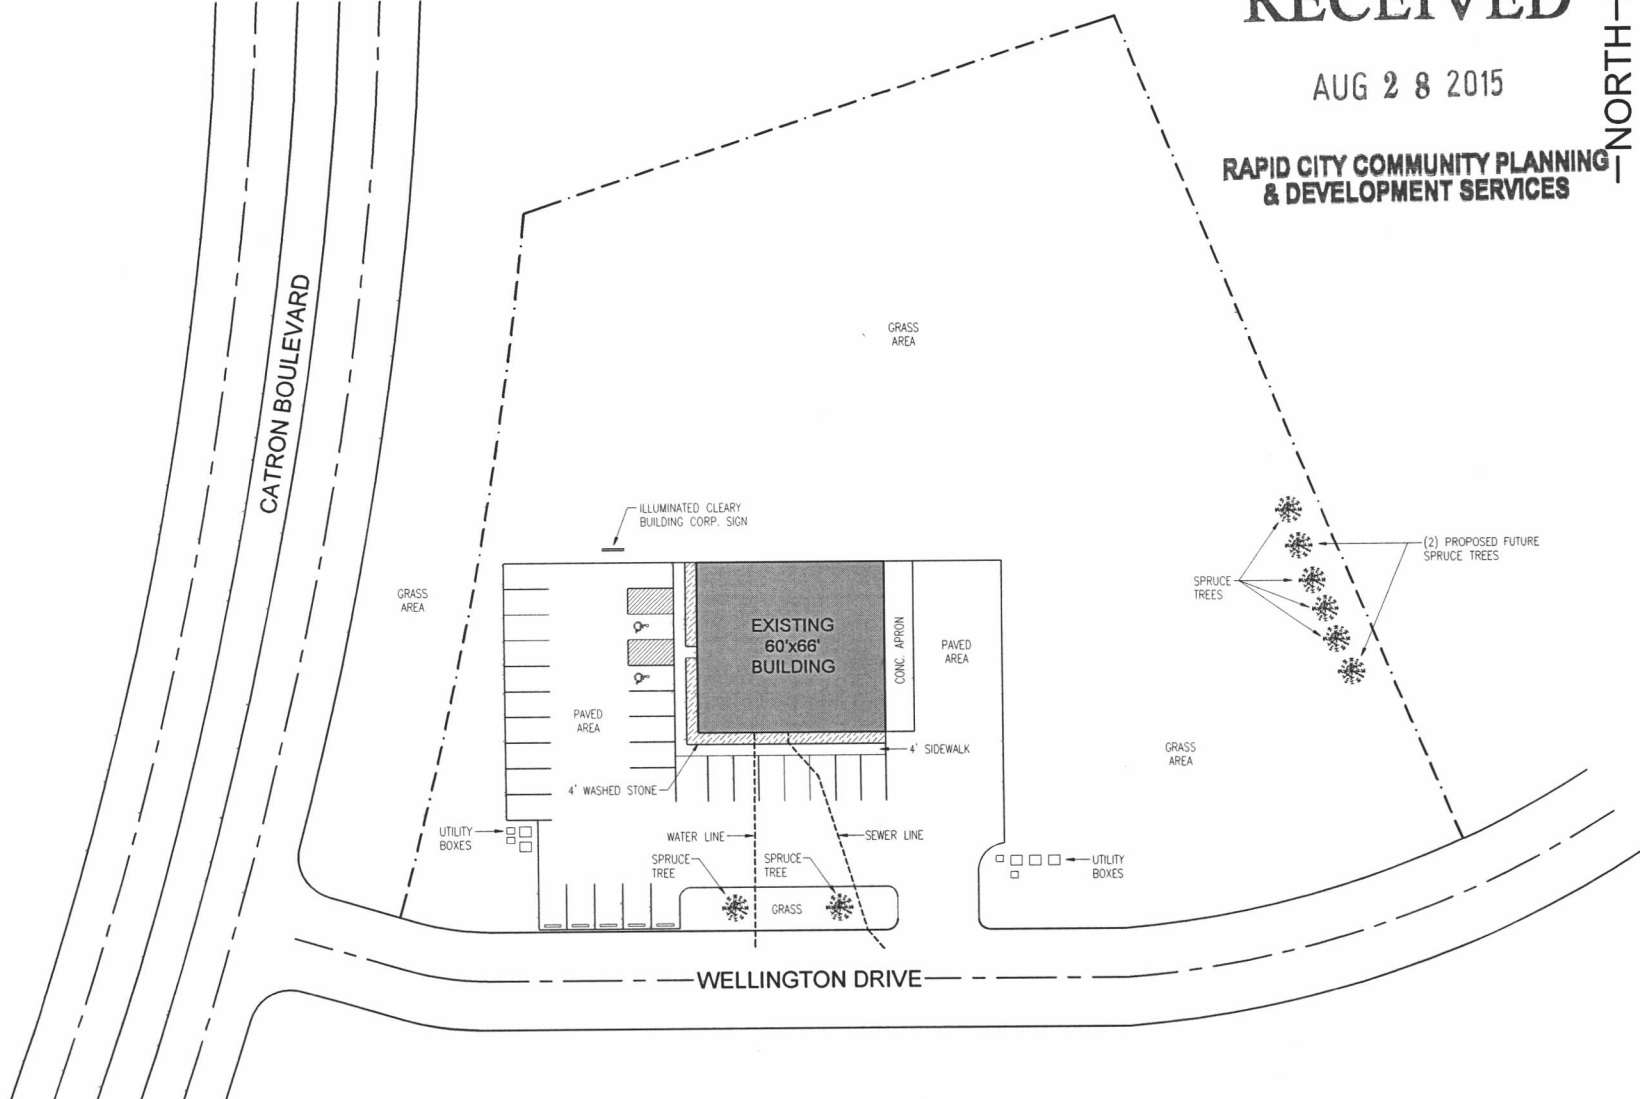 RECEIVED
AUG 28 2015
RAPID CITY COMMUNITY PLANNING
& DEVELOPMENT SERVICES
NORTH
CATRON BOULEVARD
GRASS
AREA
ILLUMINATED CLEARY
BUILDING CORP. SIGN
(2) PROPOSED FUTURE
SPRUCE TREES
SPRUCE
TREES
GRASS
AREA
EXISTING
60'x66'
BUILDING
CONC. APRON
PAVED
AREA
PAVED
AREA
4' SIDEWALK
GRASS
AREA
4' WASHED STONE
UTILITY
BOXES
WATER LINE
SEWER LINE
SPRUCE
TREE
SPRUCE
TREE
UTILITY
BOXES
GRASS
WELLINGTON DRIVE